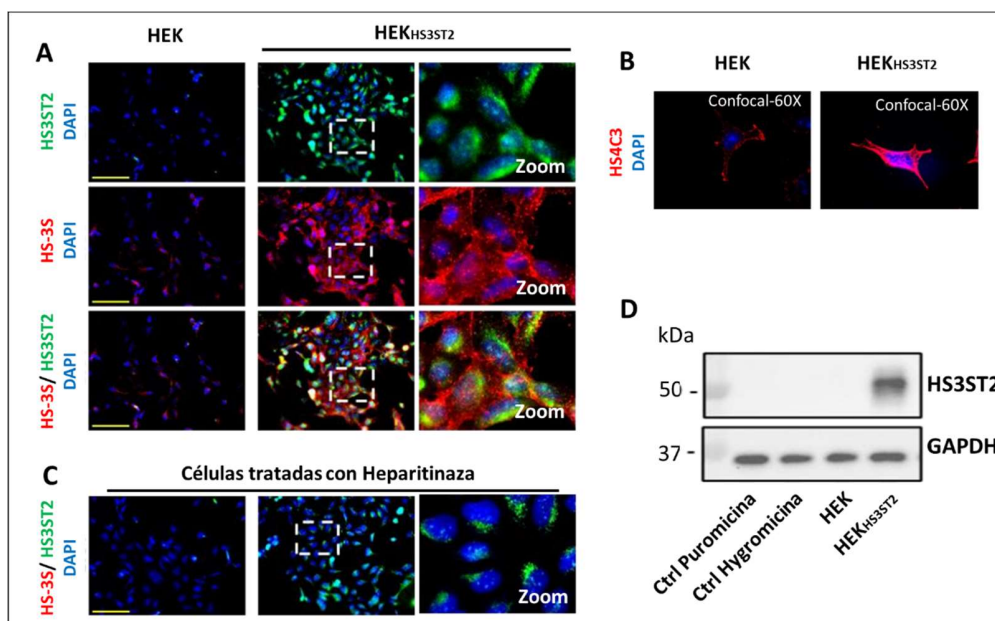 A
HEK
HEKHS3ST2
HS3ST2
DAPI
Zoom
HS-3S
DAPI
Zoom
HS-3S/ HS3ST2
DAPI
Zoom
B
HEK
HEKHS3ST2
HS4C3
DAPI
Confocal-60X
Confocal-60X
C
Células tratadas con Heparitinaza
HS-3S/ HS3ST2
DAPI
Zoom
D
kDa
50 -
HS3ST2
37 -
GAPDH
Ctrl Puromicina
Ctrl Hygromicina
HEK
HEKHS3ST2